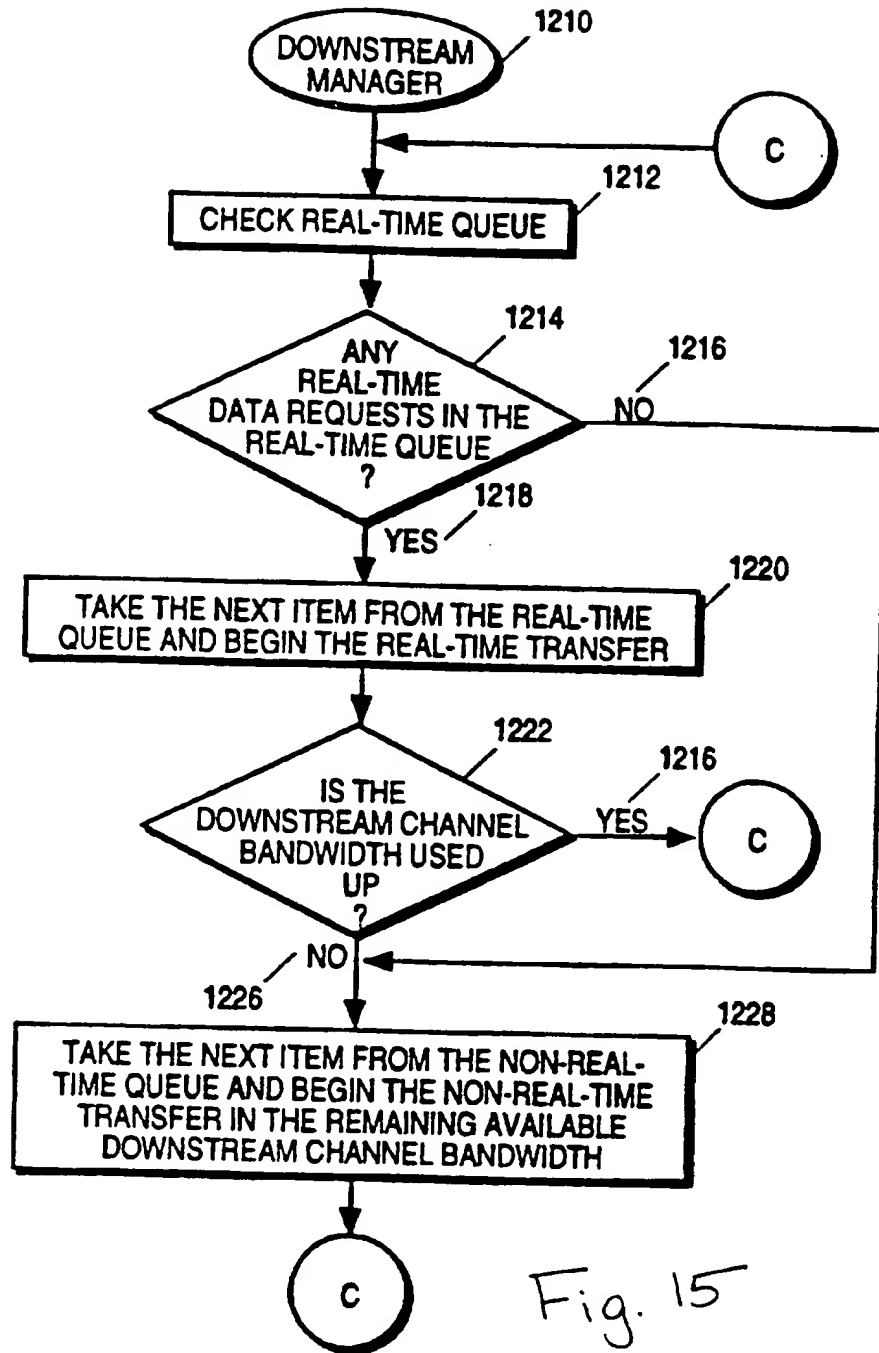 1210
DOWNSTREAM
MANAGER
C
1212
CHECK REAL-TIME QUEUE
1214
1216
ANY
REAL-TIME
DATA REQUESTS IN THE
REAL-TIME QUEUE
?
NO
1218
YES
1220
TAKE THE NEXT ITEM FROM THE REAL-TIME
QUEUE AND BEGIN THE REAL-TIME TRANSFER
1222
1216
IS THE
DOWNSTREAM CHANNEL
BANDWIDTH USED
UP
?
YES
C
NO
1226
1228
TAKE THE NEXT ITEM FROM THE NON-REAL-
TIME QUEUE AND BEGIN THE NON-REAL-TIME
TRANSFER IN THE REMAINING AVAILABLE
DOWNSTREAM CHANNEL BANDWIDTH
C
Fig. 15